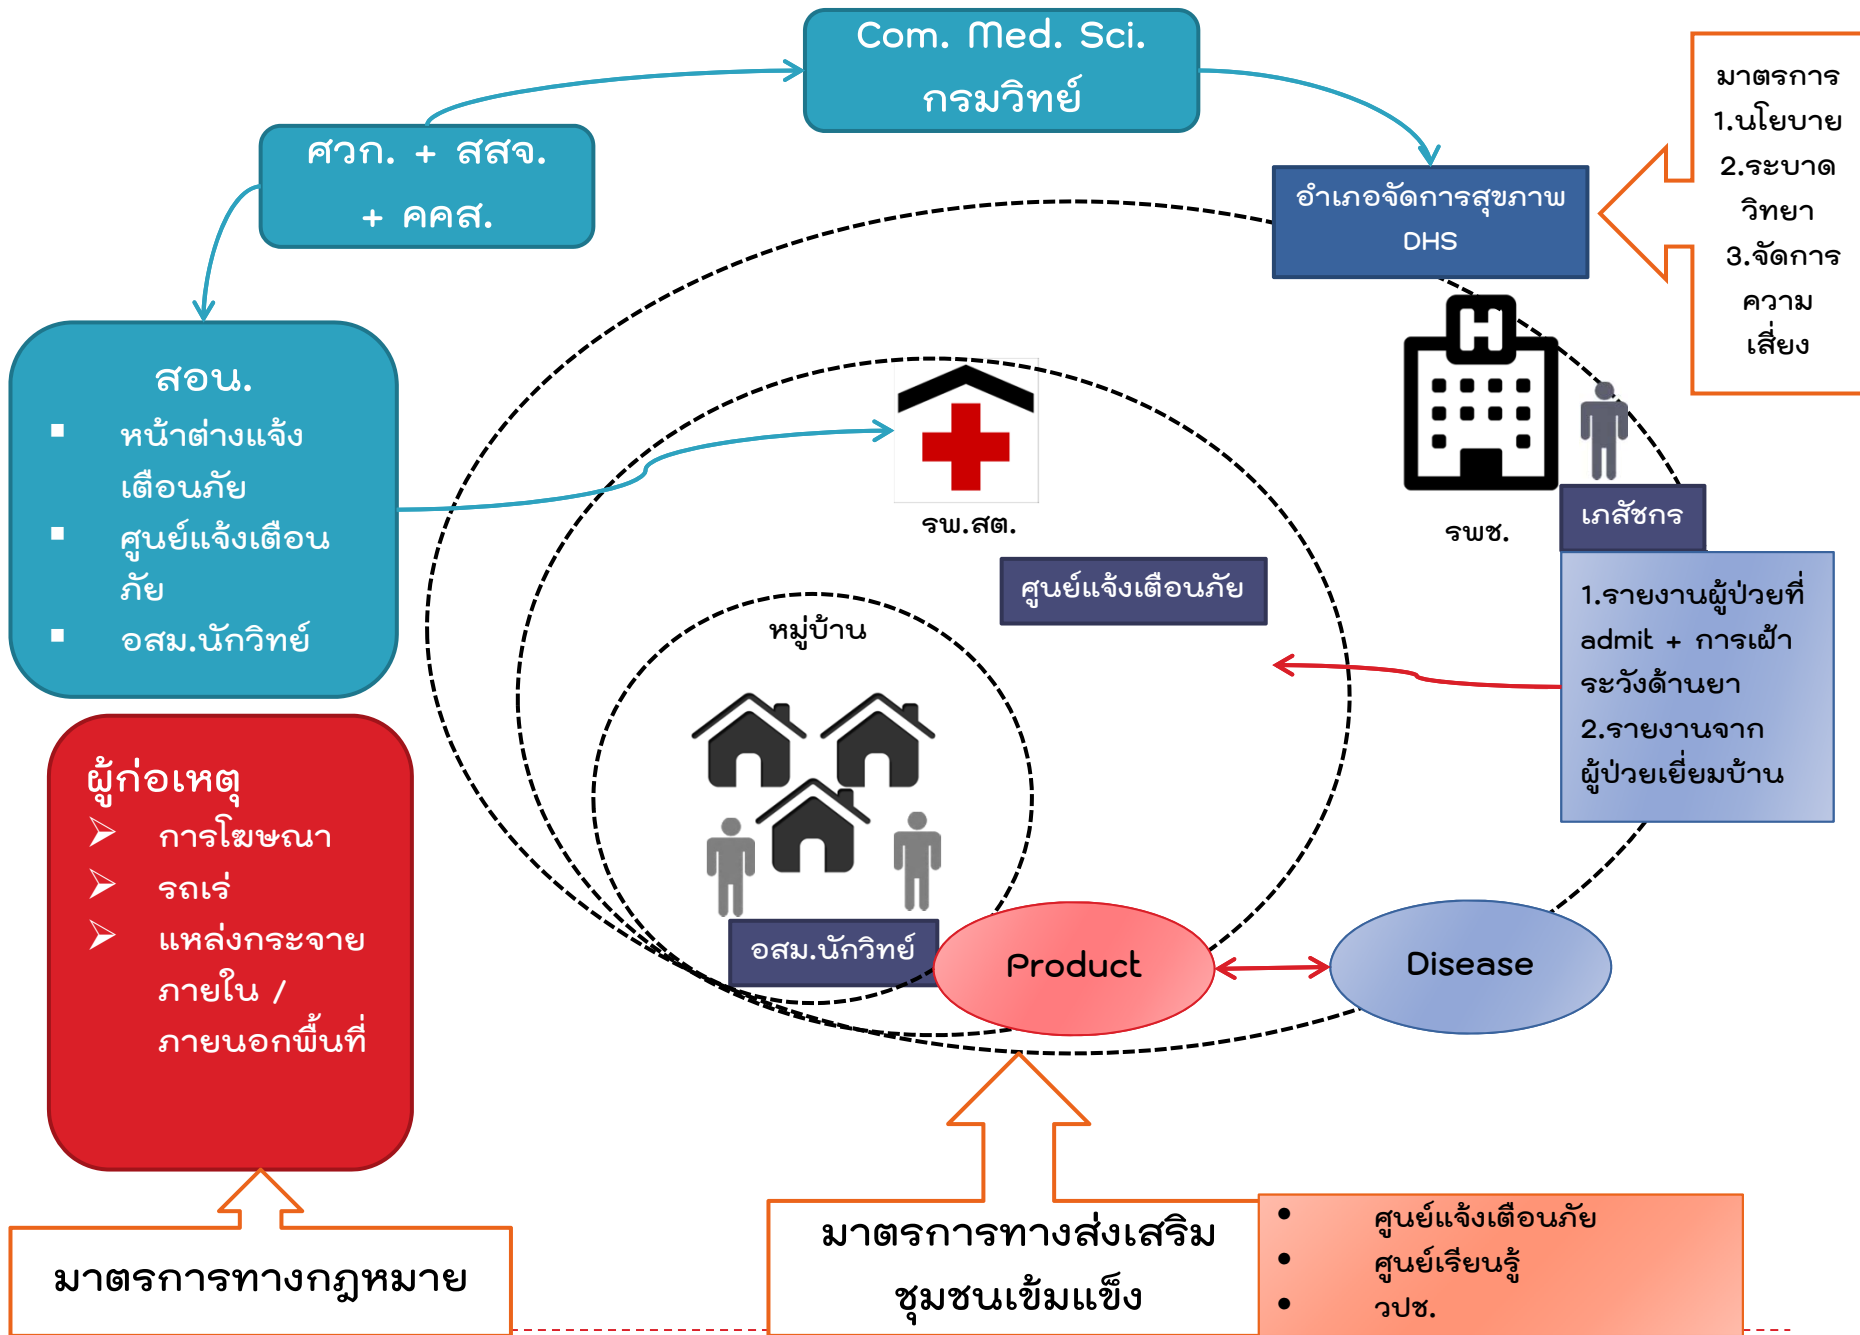 Com. Med. Sci.
กรมวิทย์
ศวก. + สสจ.
+ คคส.
มาตรการ
1.นโยบาย
2.ระบาด
วิทยา
3.จัดการ
ความ
เสี่ยง
อำเภอจัดการสุขภาพ
DHS
สอน.
▪ หน้าต่างแจ้ง
เตือนภัย
▪ ศูนย์แจ้งเตือน
ภัย
▪ อสม.นักวิทย์
รพ.สต.
รพช.
เภสัชกร
ศูนย์แจ้งเตือนภัย
1.รายงานผู้ป่วยที่
admit + การเฝ้า
ระวังด้านยา
2.รายงานจาก
ผู้ป่วยเยี่ยมบ้าน
หมู่บ้าน
อสม.นักวิทย์
Product
Disease
ผู้ก่อเหตุ
➢ การโฆษณา
➢ รถเร่
➢ แหล่งกระจาย
ภายใน /
ภายนอกพื้นที่
มาตรการทางกฎหมาย
มาตรการทางส่งเสริม
ชุมชนเข้มแข็ง
• ศูนย์แจ้งเตือนภัย
• ศูนย์เรียนรู้
• วปช.